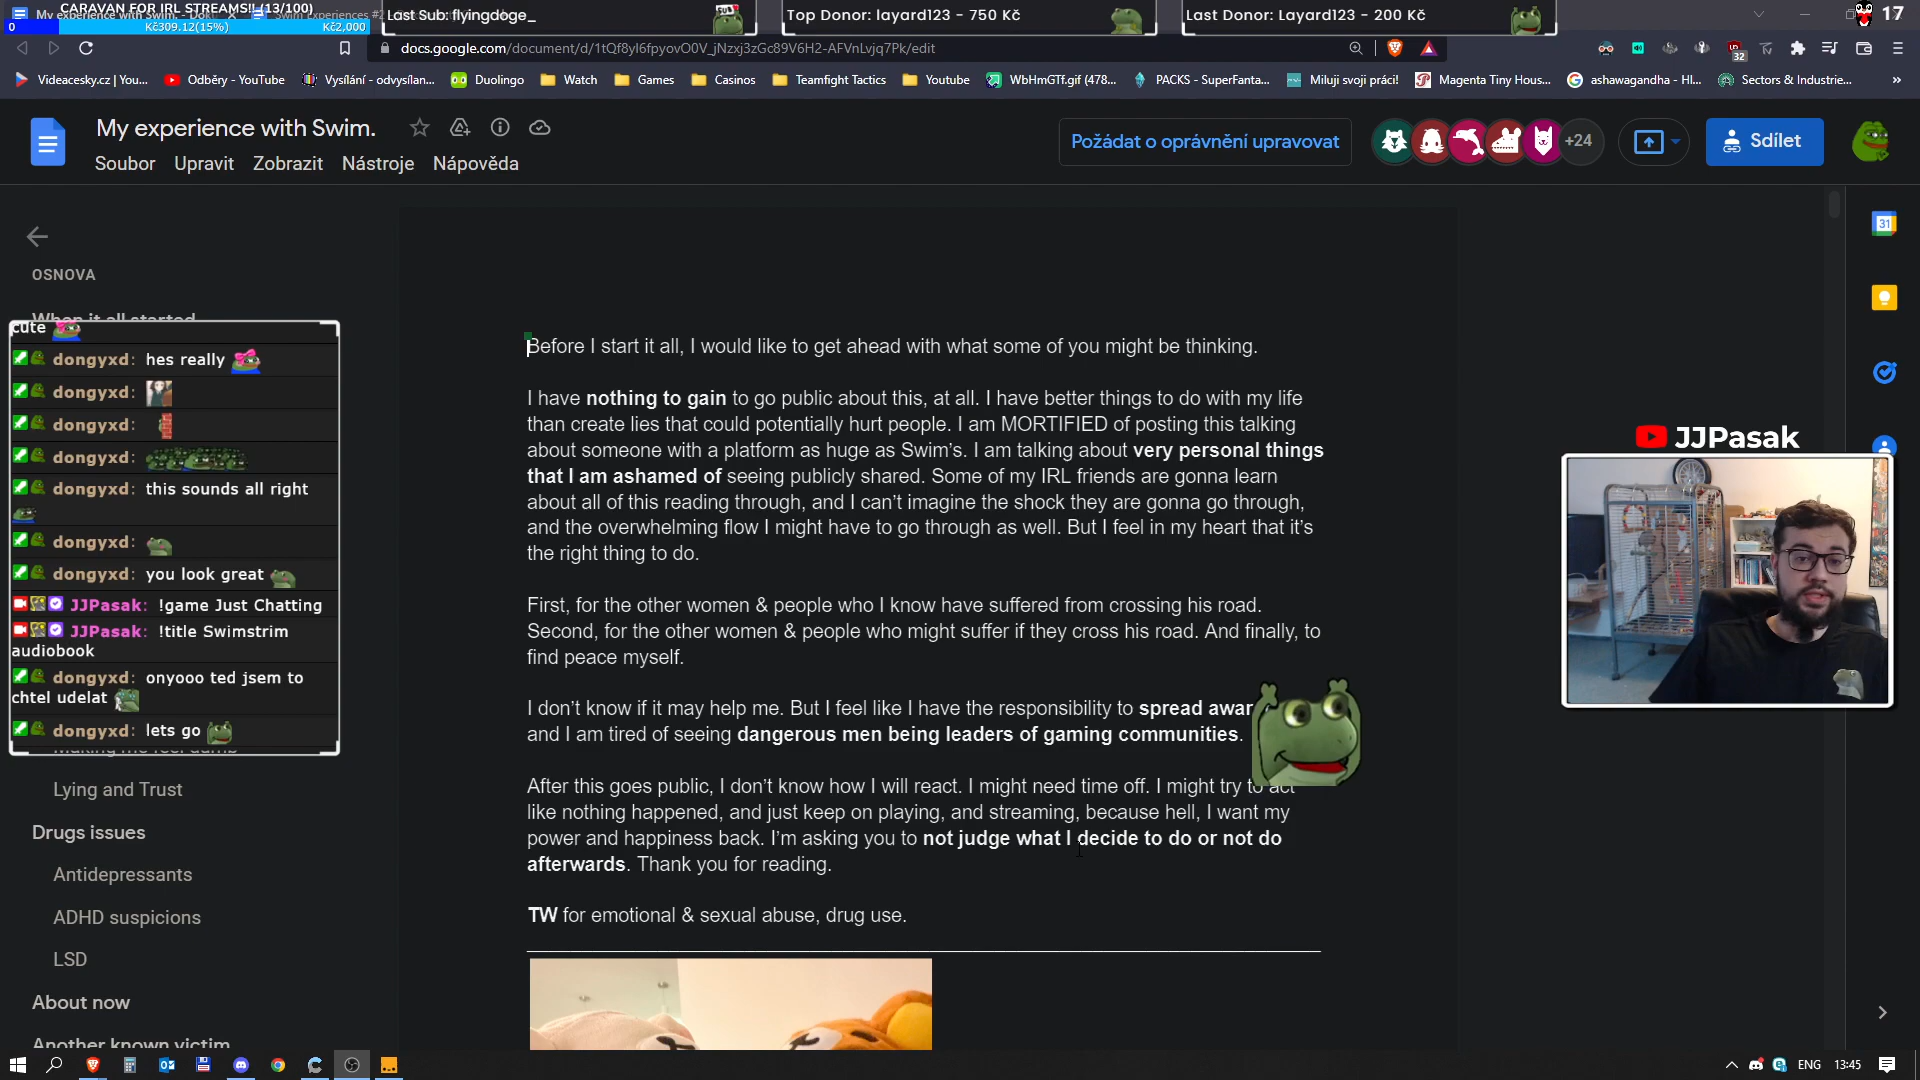 My experience with Swim. - Do
CARAVAN FOR IRL STREAMS!! (13/100)
Swim Experiences #2
0
Kč309.12(15%)
Kč2,000
Last Sub: flyingdoge_
Top Donor: layard123 - 750 Kč
Last Donor: Layard123 - 200 Kč
17
docs.google.com/document/d/1tQf8yl6fpyovO0V_jNzxj3zGc89V6H2-AFVnLvjq7Pk/edit
32
Videacesky.cz | You...
Odběry - YouTube
Vysílání - odvysílan...
Duolingo
Watch
Games
Casinos
Teamfight Tactics
Youtube
WbHmGTf.gif (478...
PACKS - SuperFanta...
Miluji svoji práci!
Magenta Tiny Hous...
ashawagandha - Hl...
Sectors & Industrie...
»
My experience with Swim.
Soubor Upravit Zobrazit Nástroje Nápověda
Požádat o oprávnění upravovat
+24
Sdílet
31
OSNOVA
When it all started
cute
dongyxd: hes really
dongyxd:
dongyxd:
dongyxd:
dongyxd: this sounds all right
dongyxd:
dongyxd: you look great
JJPasak: !game Just Chatting
JJPasak: !title Swimstrim
audiobook
dongyxd: onyooo ted jsem to
chtel udelat
dongyxd: lets go
Making me feel dumb
Lying and Trust
Drugs issues
Antidepressants
ADHD suspicions
LSD
About now
Another known victim
Before I start it all, I would like to get ahead with what some of you might be thinking.
I have nothing to gain to go public about this, at all. I have better things to do with my life
than create lies that could potentially hurt people. I am MORTIFIED of posting this talking
about someone with a platform as huge as Swim's. I am talking about very personal things
that I am ashamed of seeing publicly shared. Some of my IRL friends are gonna learn
about all of this reading through, and I can't imagine the shock they are gonna go through,
and the overwhelming flow I might have to go through as well. But I feel in my heart that it's
the right thing to do.
First, for the other women & people who I know have suffered from crossing his road.
Second, for the other women & people who might suffer if they cross his road. And finally, to
find peace myself.
I don't know if it may help me. But I feel like I have the responsibility to spread awar
and I am tired of seeing dangerous men being leaders of gaming communities.
After this goes public, I don't know how I will react. I might need time off. I might try to act
like nothing happened, and just keep on playing, and streaming, because hell, I want my
power and happiness back. I'm asking you to not judge what I decide to do or not do
afterwards. Thank you for reading.
TW for emotional & sexual abuse, drug use.
JJPasak
ENG 13:45